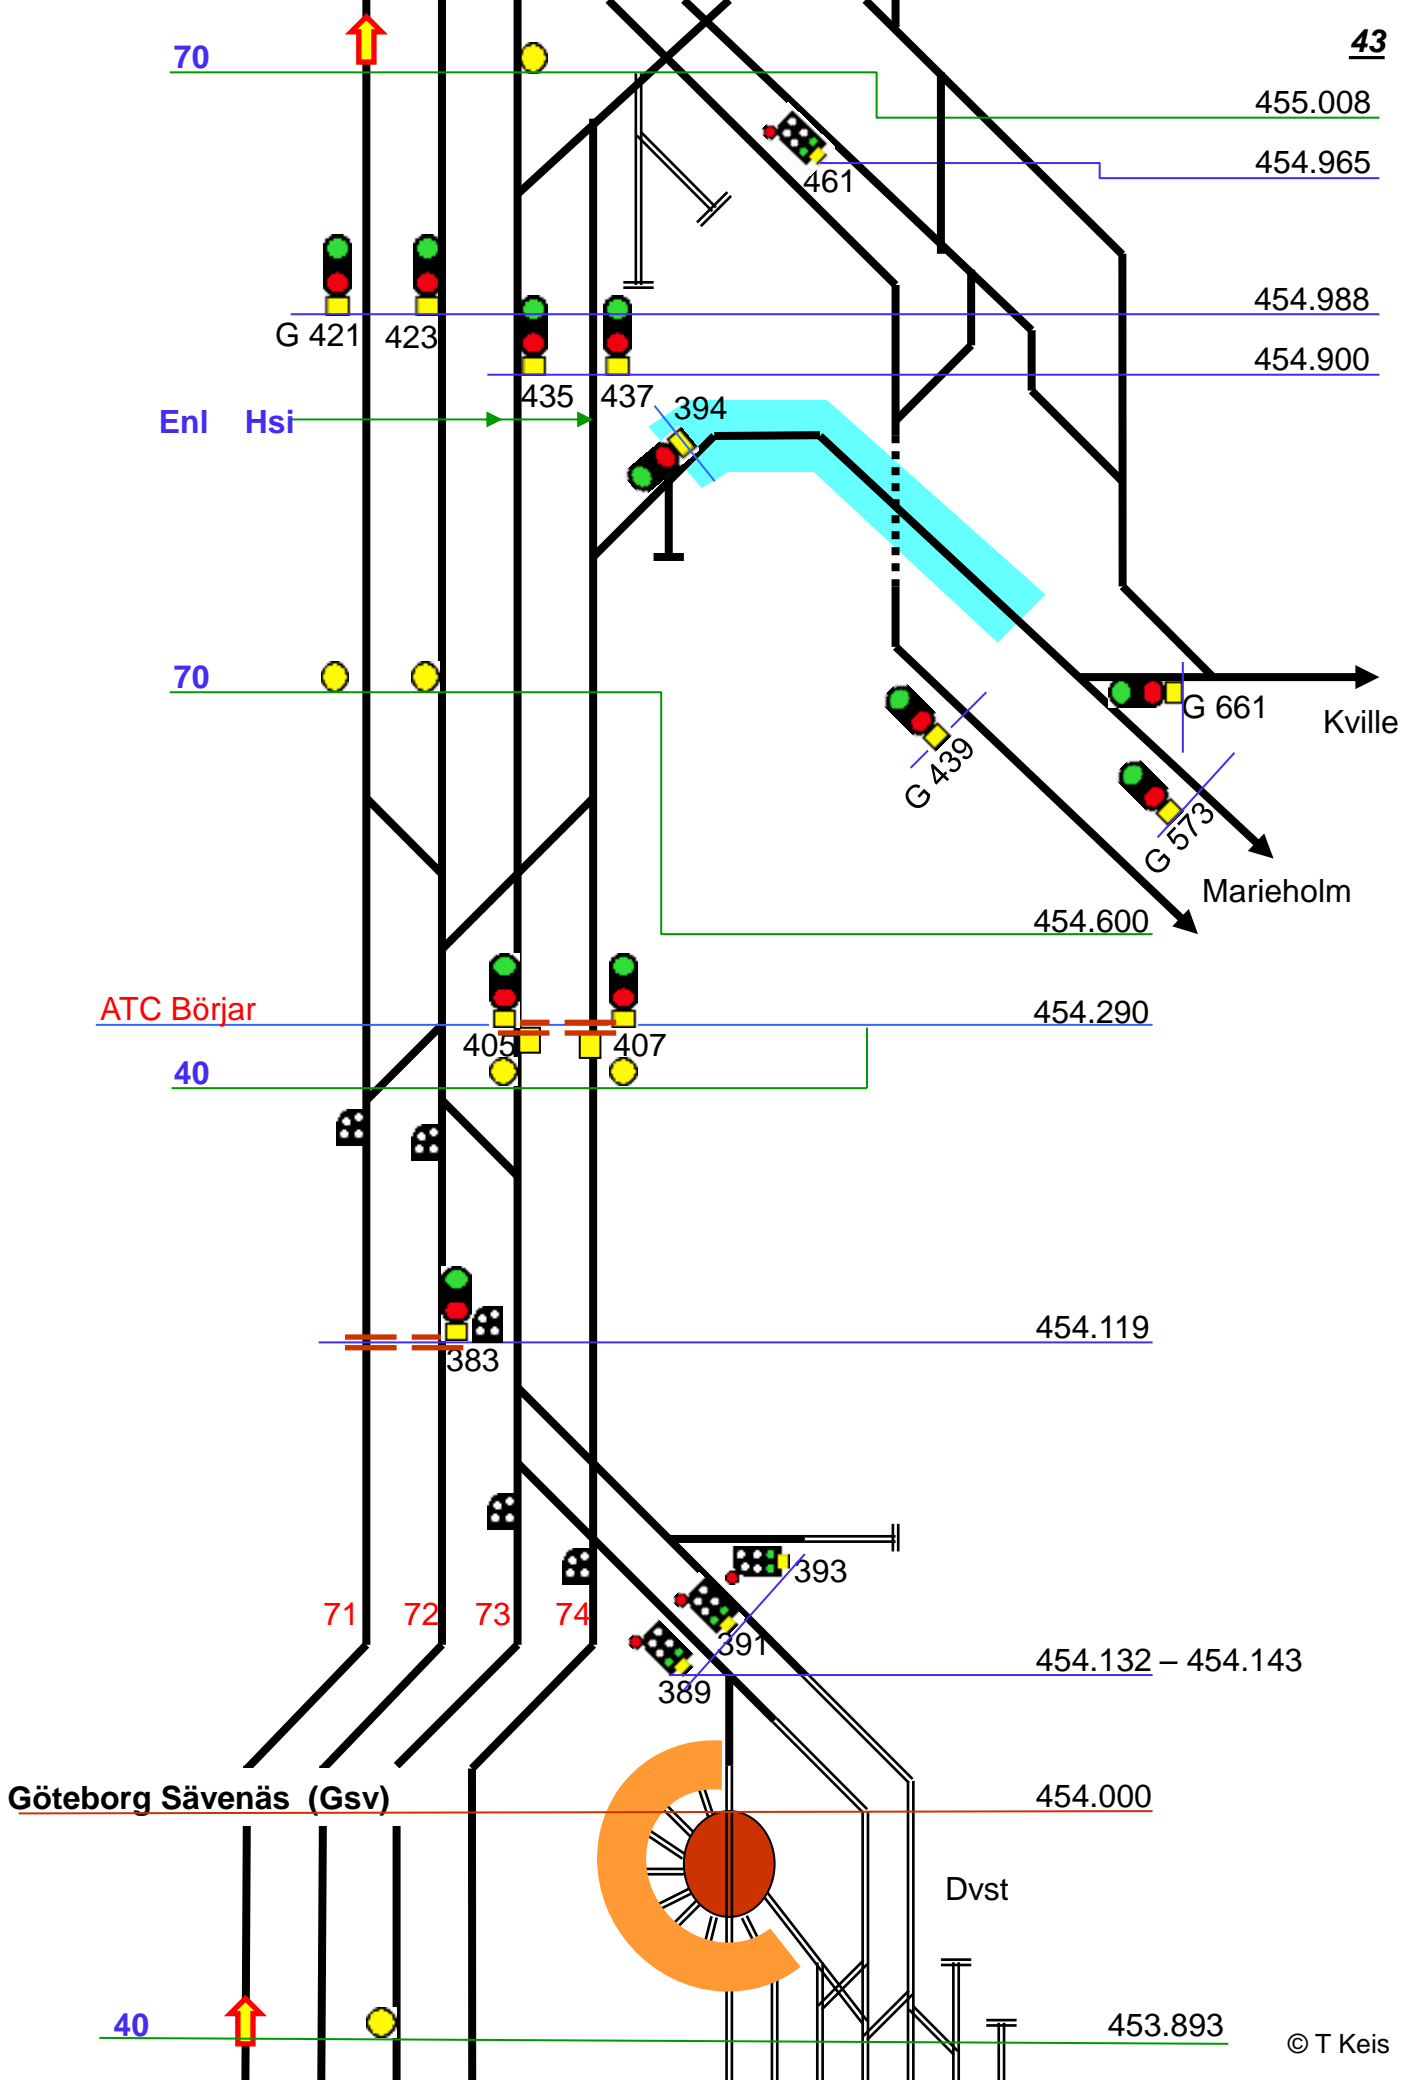 43
70
455.008
454.965
461
454.988
G 421
423
454.900
435
437
394
Enl Hsi
70
G 661
Kville
G 439
G 573
Marieholm
454.600
ATC Börjar
454.290
405
407
40
454.119
383
393
71
72
73
74
391
454.132 – 454.143
389
Göteborg Sävenäs (Gsv)
454.000
Dvst
40
453.893
© T Keis